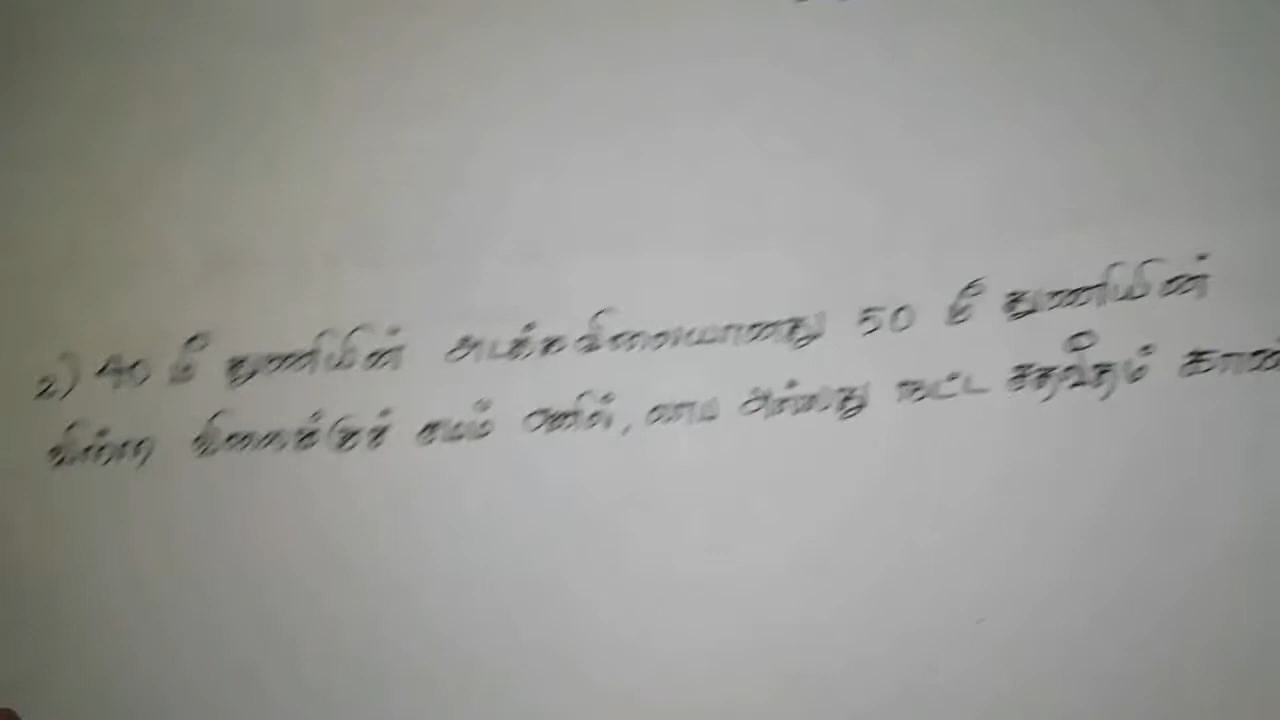 2) 40 மீ துணியின் அடக்கவிலையானது 50 மீ துணியின்
விற்ற விலைக்குச் சமம் எனில், லாப அல்லது நட்ட சதவீதம் காண